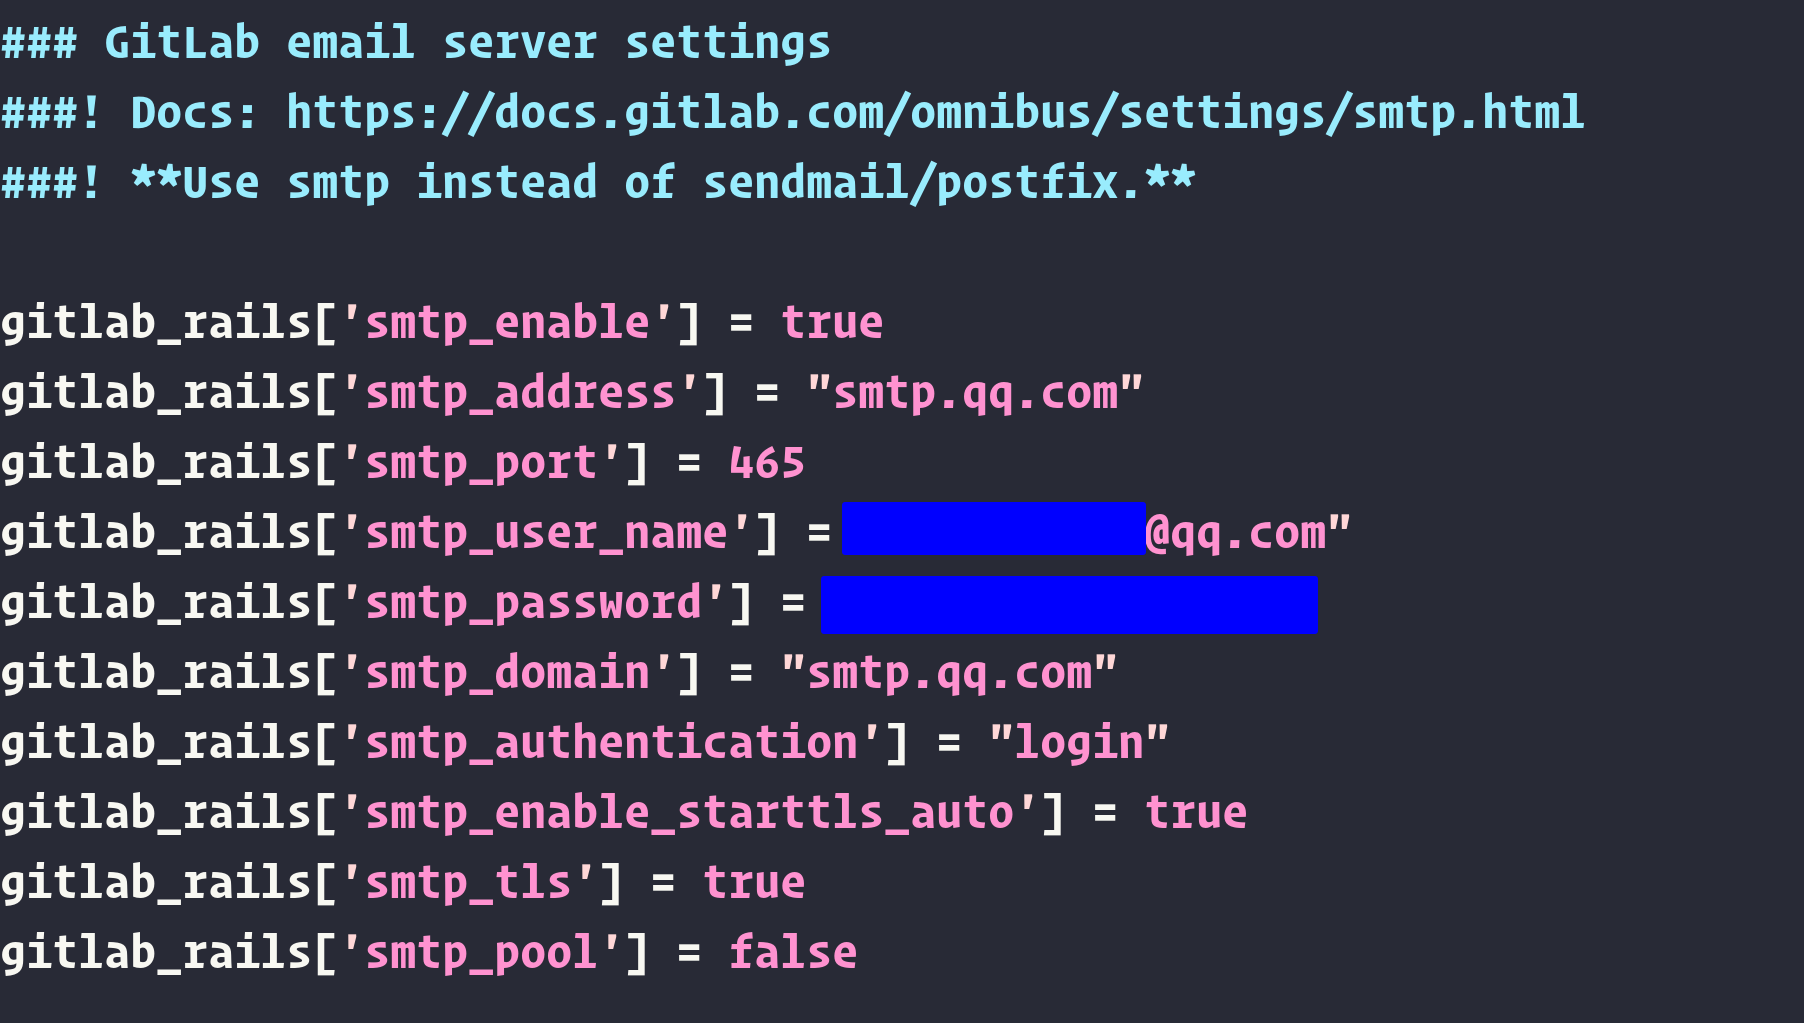 ### GitLab email server settings
###! Docs: https://docs.gitlab.com/omnibus/settings/smtp.html
###! **Use smtp instead of sendmail/postfix.**
gitlab_rails['smtp_enable'] = true
gitlab_rails['smtp_address'] = "smtp.qq.com"
gitlab_rails['smtp_port'] = 465
gitlab_rails['smtp_user_name'] = @qq.com"
gitlab_rails['smtp_password'] =
gitlab_rails['smtp_domain'] = "smtp.qq.com"
gitlab_rails['smtp_authentication'] = "login"
gitlab_rails['smtp_enable_starttls_auto'] = true
gitlab_rails['smtp_tls'] = true
gitlab_rails['smtp_pool'] = false